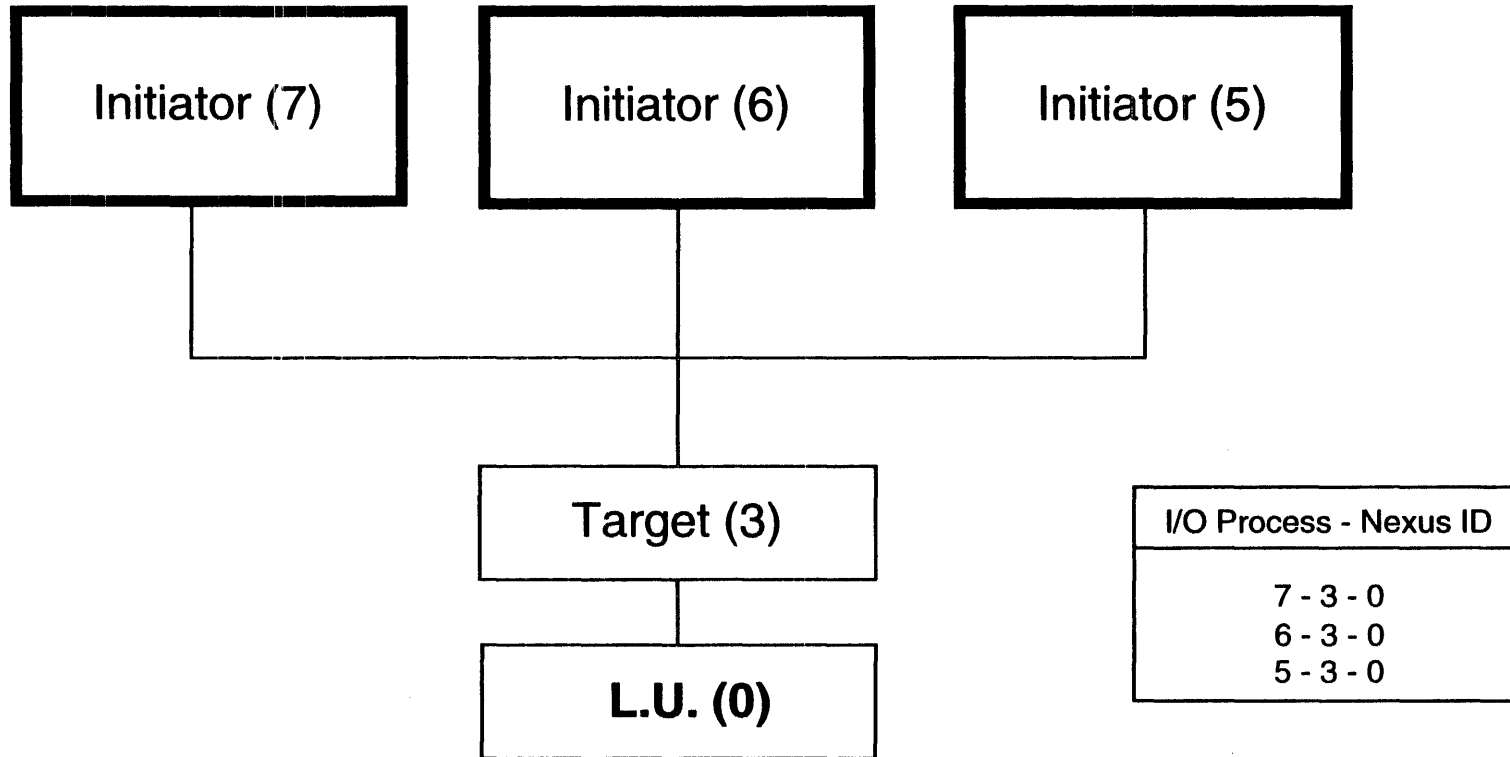 Initiator (7)
Initiator (6)
Initiator (5)
Target (3)
L.U. (0)
I/O Process - Nexus ID
7 - 3 - 0
6 - 3 - 0
5 - 3 - 0